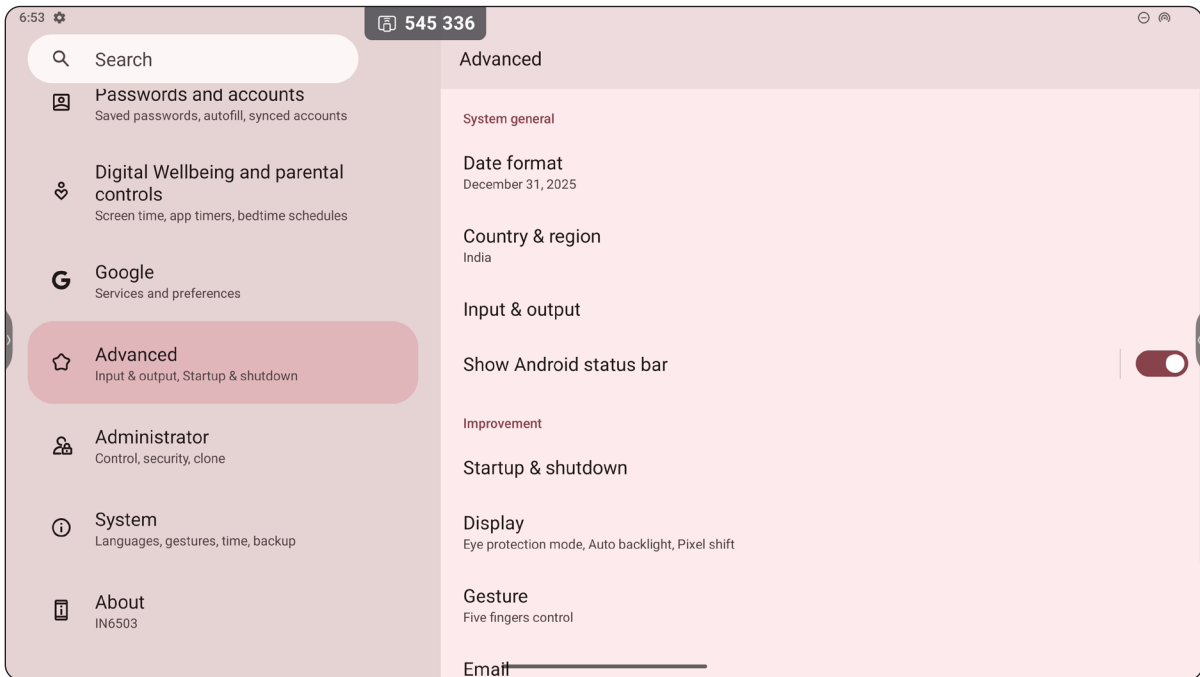 6:53
545 336
Search
Passwords and accounts
Saved passwords, autofill, synced accounts
Digital Wellbeing and parental
controls
Screen time, app timers, bedtime schedules
Google
Services and preferences
Advanced
Input & output, Startup & shutdown
Administrator
Control, security, clone
System
Languages, gestures, time, backup
About
IN6503
Advanced
System general
Date format
December 31, 2025
Country & region
India
Input & output
Show Android status bar
Improvement
Startup & shutdown
Display
Eye protection mode, Auto backlight, Pixel shift
Gesture
Five fingers control
Email